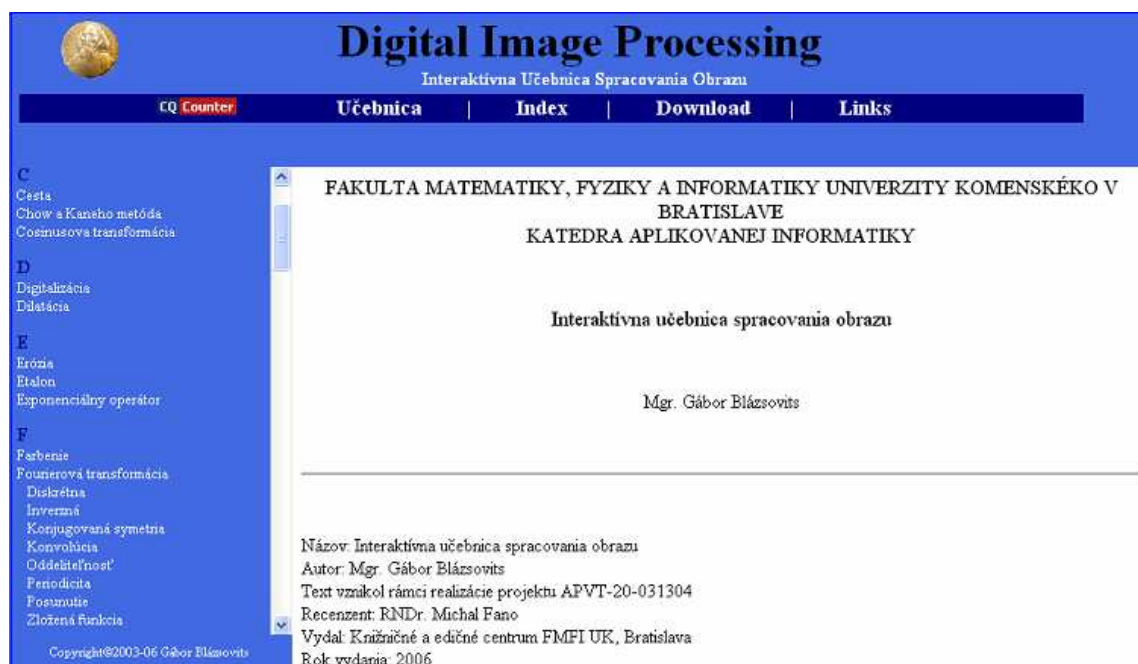 Digital Image Processing
Interaktívna Učebnica Spracovania Obrazu
CQ Counter
Učebnica | Index | Download | Links
C
Cesta
Chow a Kaneho metóda
Cosinusova transformácia
D
Digitalizácia
Dilatácia
E
Erózia
Etalon
Exponenciálny operátor
F
Farbenie
Fourierová transformácia
Diskrétna
Inverzná
Konjugovaná symetria
Konvolúcia
Oddeliteľnosť
Periodicita
Posunutie
Zložená funkcia
Copyright©2003-06 Gábor Blázsovits
FAKULTA MATEMATIKY, FYZIKY A INFORMATIKY UNIVERZITY KOMENSKÉKO V
BRATISLAVE
KATEDRA APLIKOVANEJ INFORMATIKY
Interaktívna učebnica spracovania obrazu
Mgr. Gábor Blázsovits
Názov: Interaktívna učebnica spracovania obrazu
Autor: Mgr. Gábor Blázsovits
Text vznikol rámci realizácie projektu APVT-20-031304
Recenzent: RNDr. Michal Fano
Vydal: Knižničné a edičné centrum FMFI UK, Bratislava
Rok vydania: 2006